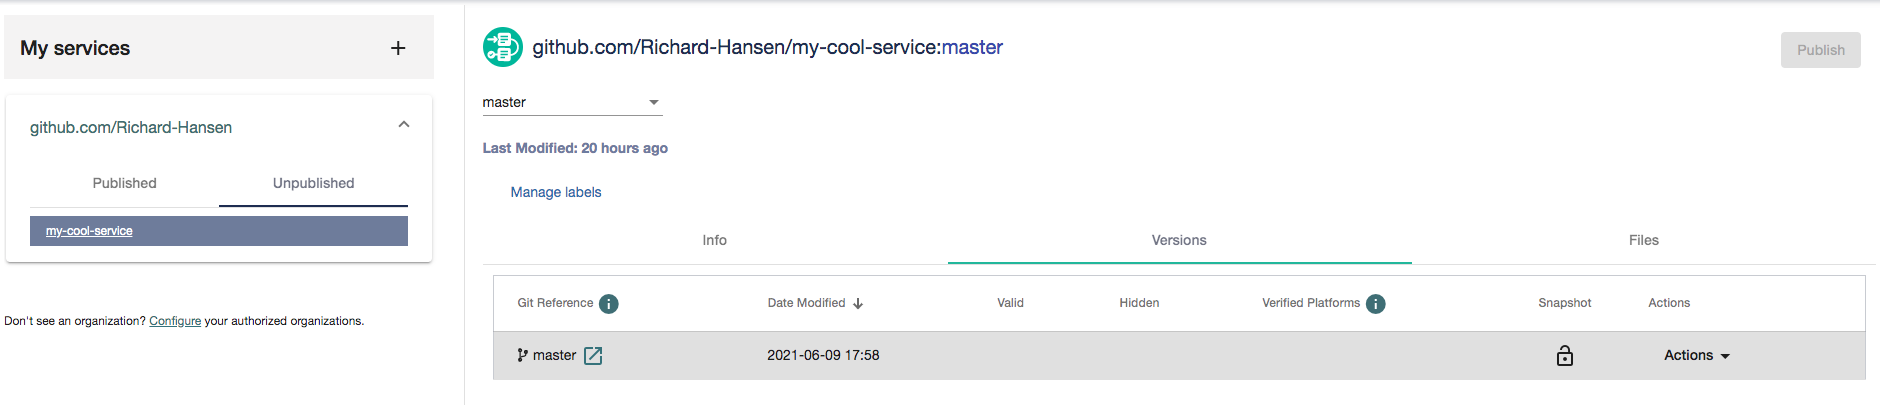 My services +
github.com/Richard-Hansen
Published Unpublished
my-cool-service
Don't see an organization? Configure your authorized organizations.
github.com/Richard-Hansen/my-cool-service:master
Publish
master
Last Modified: 20 hours ago
Manage labels
Info Versions Files
Git Reference Date Modified Valid Hidden Verified Platforms Snapshot Actions
master 2021-06-09 17:58 Actions